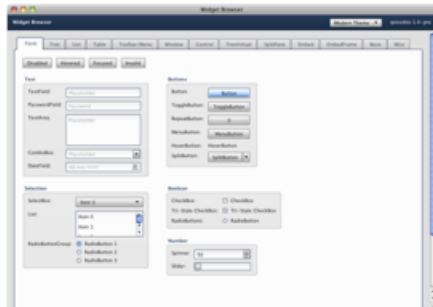 Widget Browser
Widget Browser
Modern Theme
Form
Tree
List
Table
Toolbar/Menu
Window
Control
TreeVirtual
SplitPane
Embed
EmbedFrame
Basic
Misc
Disabled
Hovered
Focused
Invalid
Text
TextField:
Placeholder
PasswordField:
Password
TextArea:
Placeholder
ComboBox:
Placeholder
DateField:
Buttons
Button:
Button
ToggleButton:
ToggleButton
RepeatButton:
0
MenuButton:
MenuButton
HoverButton:
HoverButton
SplitButton:
SplitButton
Selection
SelectBox:
Item 0
List:
Item 0
Item 1
RadioButtonGroup:
RadioButton 1
RadioButton 2
RadioButton 3
Boolean
CheckBox:
CheckBox
Tri-State CheckBox:
Tri-State CheckBox
RadioButton:
RadioButton
Number
Spinner:
50
Slider: